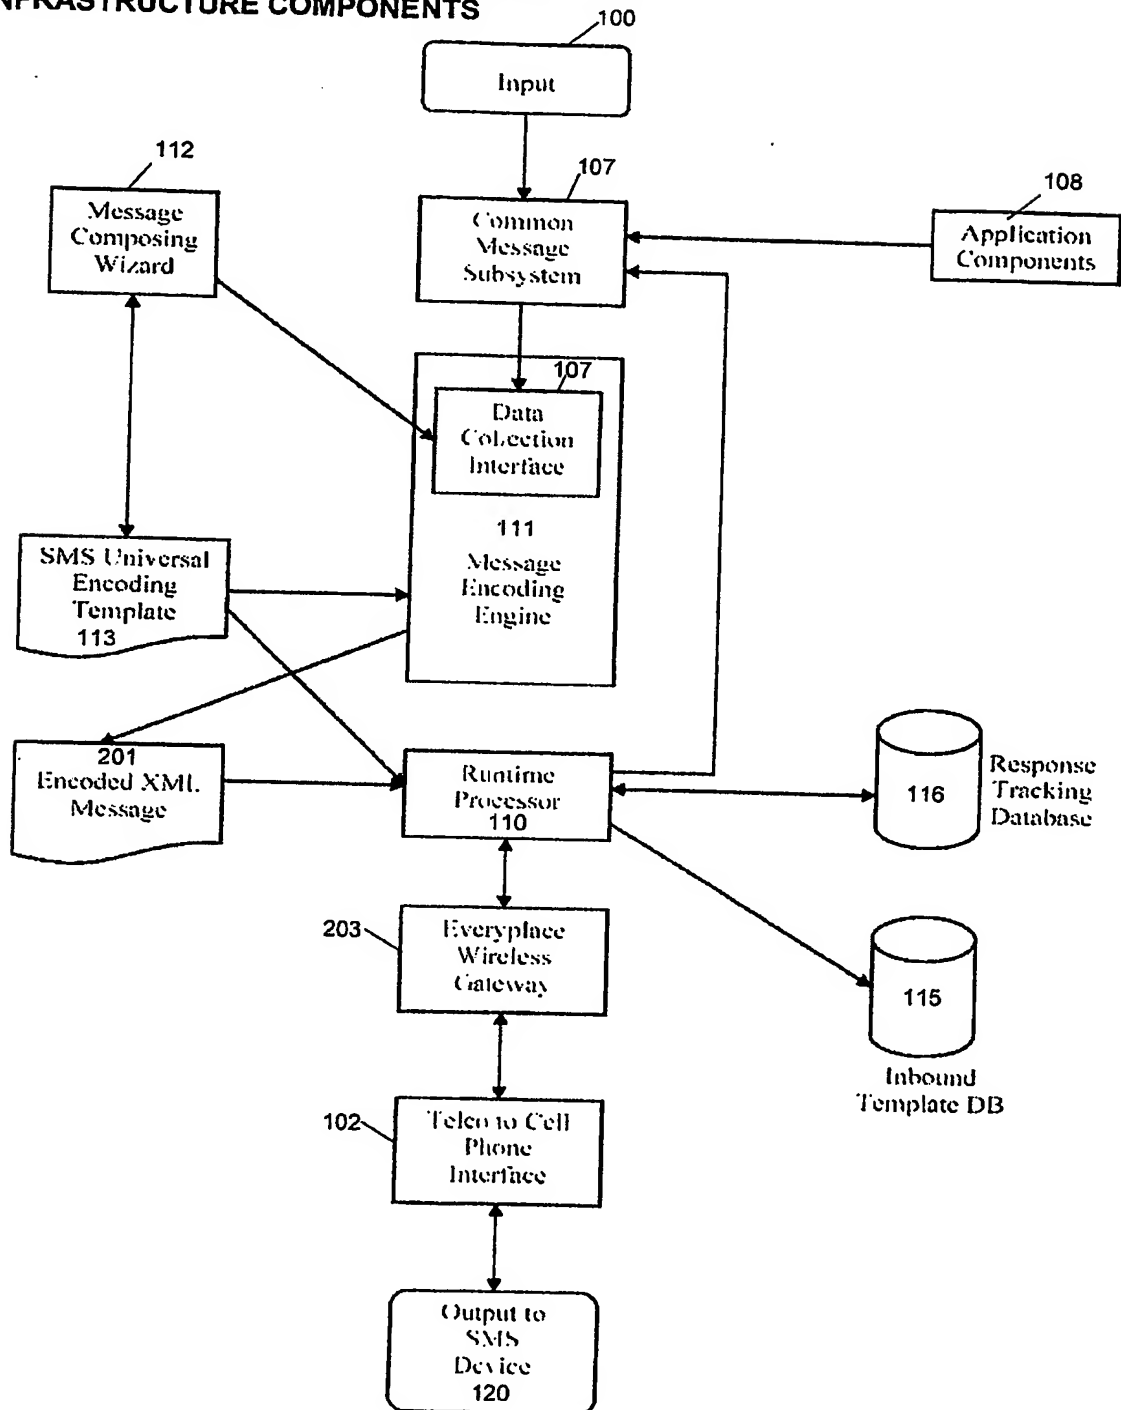 NFRASTRUCTURE COMPONENTS
100
Input
112
107
108
Message
Composing
Wizard
Common
Message
Subsystem
Application
Components
107
Data
Collection
Interface
111
Message
Encoding
Engine
SMS Universal
Encoding
Template
113
201
Encoded XML
Message
Runtime
Processor
110
116
Response
Tracking
Database
203
Everyplace
Wireless
Gateway
115
Inbound
Template DB
102
Telco to Cell
Phone
Interface
Output to
SMS
Device
120